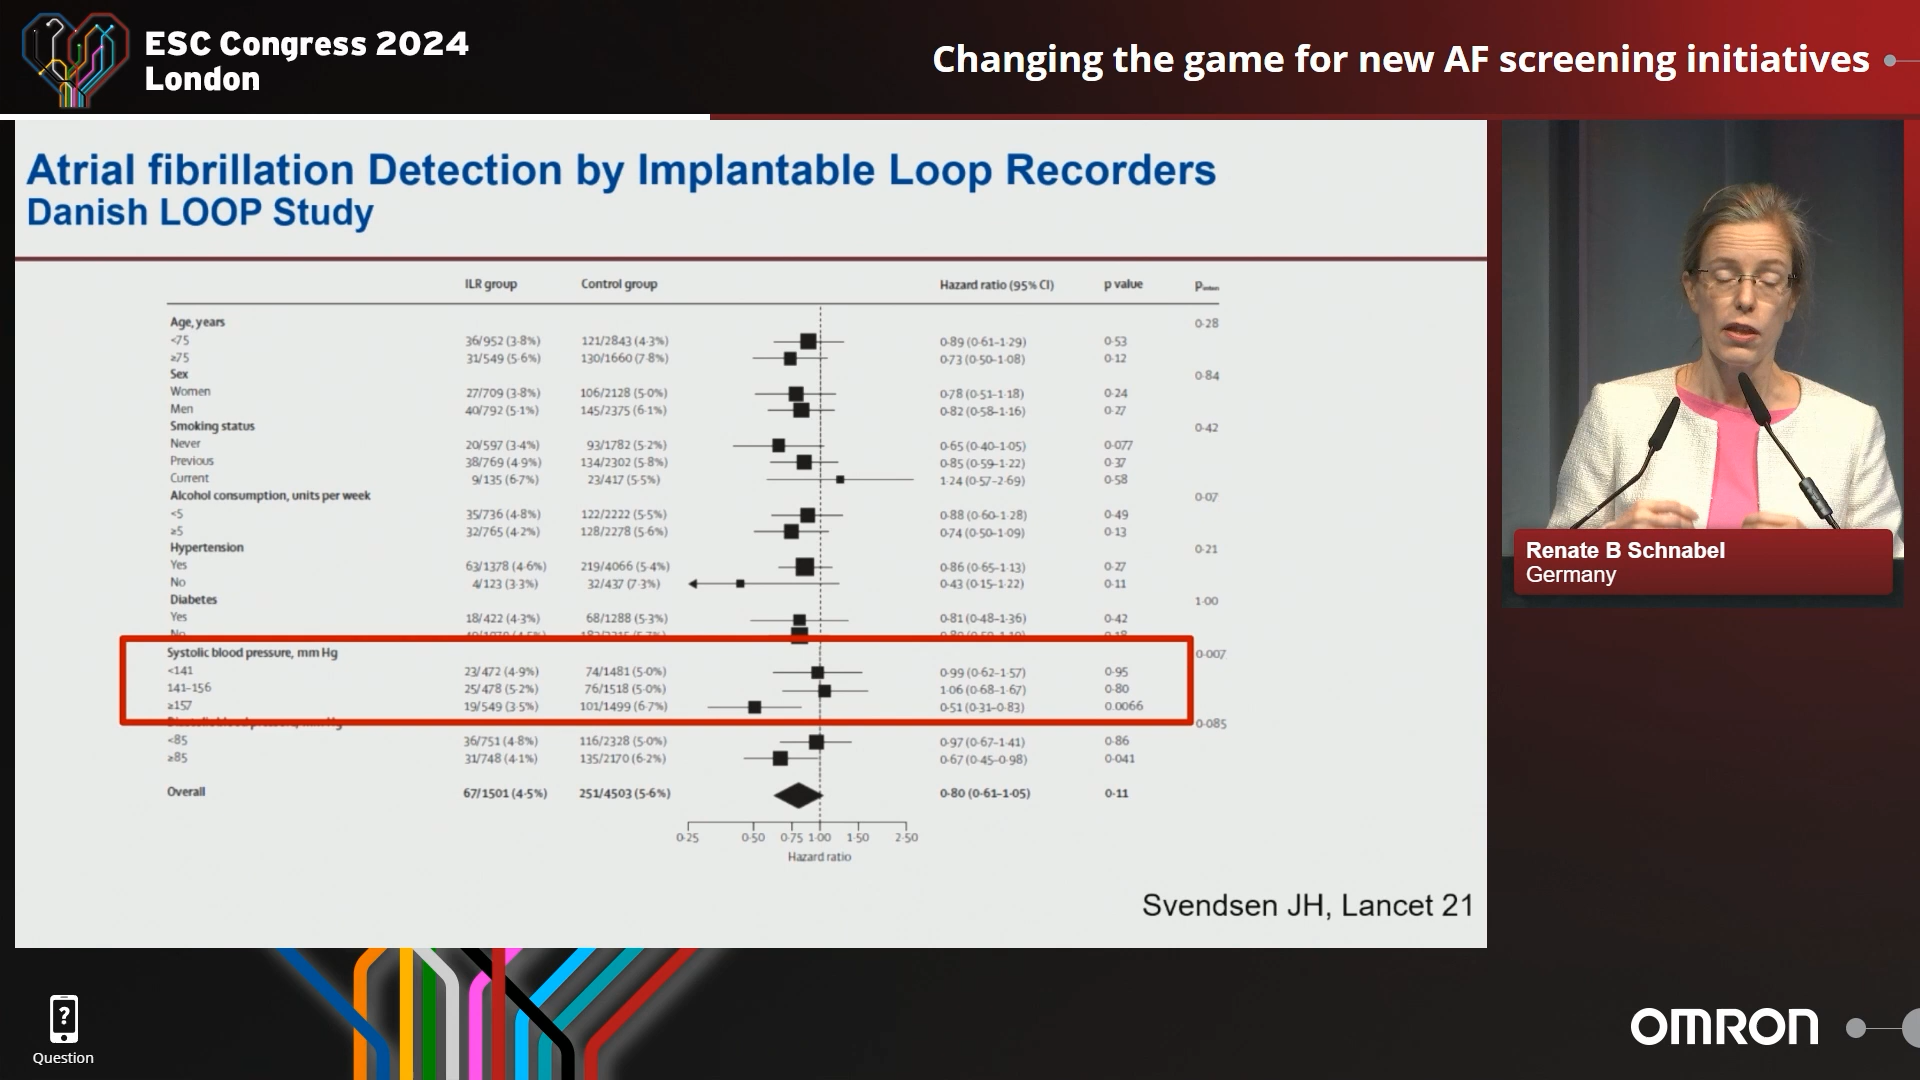 ESC Congress 2024
London
Changing the game for new AF screening initiatives
Atrial fibrillation Detection by Implantable Loop Recorders
Danish LOOP Study
ILR group Control group Hazard ratio (95% CI) p value
Age, years 0·28
<75 36/952 (3·8%) 121/2843 (4·3%) 0·89 (0·61–1·29) 0·53
≥75 31/549 (5·6%) 130/1660 (7·8%) 0·73 (0·50–1·08) 0·12
Sex 0·84
Women 27/709 (3·8%) 106/2128 (5·0%) 0·78 (0·51–1·18) 0·24
Men 40/792 (5·1%) 145/2375 (6·1%) 0·82 (0·58–1·16) 0·27
Smoking status 0·42
Never 20/597 (3·4%) 93/1782 (5·2%) 0·65 (0·40–1·05) 0·077
Previous 38/769 (4·9%) 134/2302 (5·8%) 0·85 (0·59–1·22) 0·37
Current 9/135 (6·7%) 23/417 (5·5%) 1·24 (0·57–2·69) 0·58
Alcohol consumption, units per week 0·07
<5 35/736 (4·8%) 122/2222 (5·5%) 0·88 (0·60–1·28) 0·49
≥5 32/765 (4·2%) 128/2278 (5·6%) 0·74 (0·50–1·09) 0·13
Hypertension 0·21
Yes 63/1378 (4·6%) 219/4066 (5·4%) 0·86 (0·65–1·13) 0·27
No 4/123 (3·3%) 32/437 (7·3%) 0·43 (0·15–1·22) 0·11
Diabetes 1·00
Yes 18/422 (4·3%) 68/1288 (5·3%) 0·81 (0·48–1·36) 0·42
No
Systolic blood pressure, mm Hg 0·007
<141 23/472 (4·9%) 74/1481 (5·0%) 0·99 (0·62–1·57) 0·95
141–156 25/478 (5·2%) 76/1518 (5·0%) 1·06 (0·68–1·67) 0·80
≥157 19/549 (3·5%) 101/1499 (6·7%) 0·51 (0·31–0·83) 0.0066
0·085
<85 36/751 (4·8%) 116/2328 (5·0%) 0·97 (0·67–1·41) 0·86
≥85 31/748 (4·1%) 135/2170 (6·2%) 0·67 (0·45–0·98) 0·041
Overall 67/1501 (4·5%) 251/4503 (5·6%) 0·80 (0·61–1·05) 0·11
0·25 0·50 0·75 1·00 1·50 2·50
Hazard ratio
Svendsen JH, Lancet 21
Renate B Schnabel
Germany
?
Question
OMRON